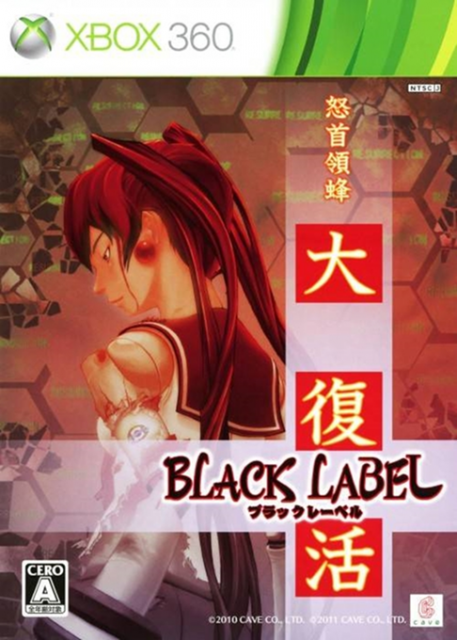 XBOX 360
NTSC J
怒首領蜂
大
復
活
BLACK LABEL
ブラックレーベル
CERO
A
全年齢対象
©2010 CAVE CO., LTD. ©2011 CAVE CO., LTD.
cave